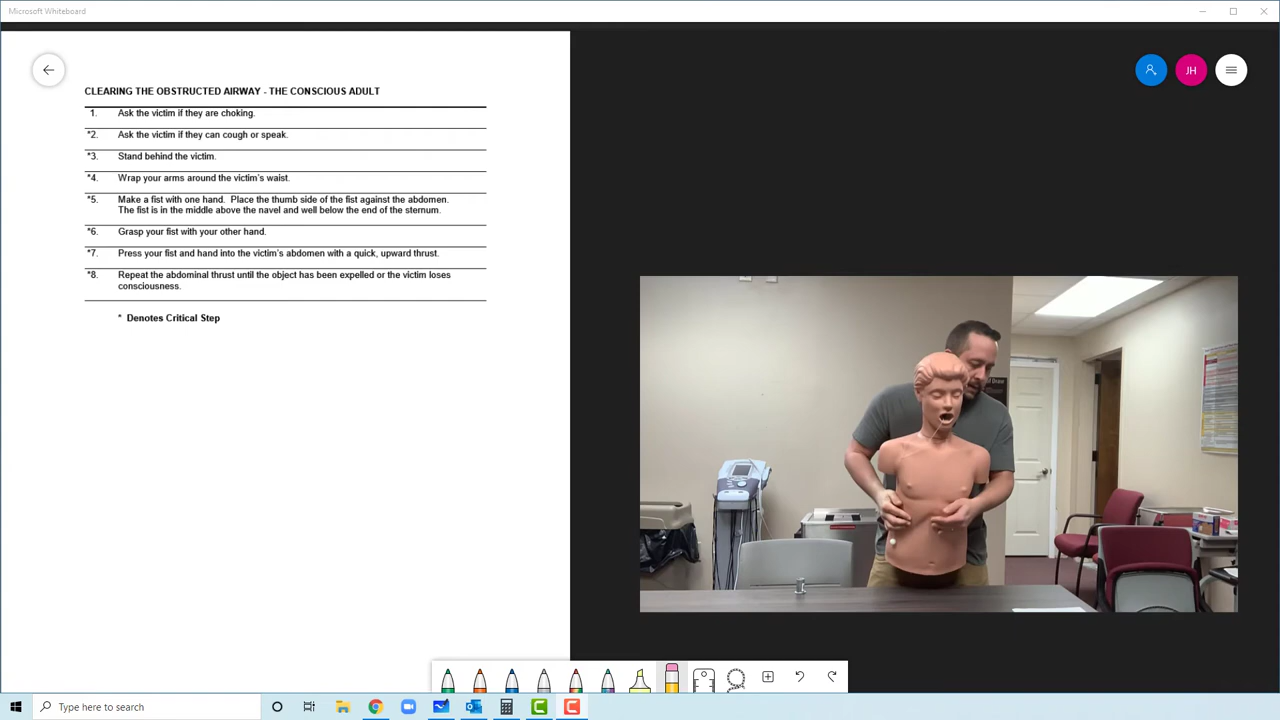 Microsoft Whiteboard
JH
CLEARING THE OBSTRUCTED AIRWAY - THE CONSCIOUS ADULT
1. Ask the victim if they are choking.
*2. Ask the victim if they can cough or speak.
*3. Stand behind the victim.
*4. Wrap your arms around the victim's waist.
*5. Make a fist with one hand. Place the thumb side of the fist against the abdomen.
The fist is in the middle above the navel and well below the end of the sternum.
*6. Grasp your fist with your other hand.
*7. Press your fist and hand into the victim's abdomen with a quick, upward thrust.
*8. Repeat the abdominal thrust until the object has been expelled or the victim loses
consciousness.
* Denotes Critical Step
Draw
Type here to search